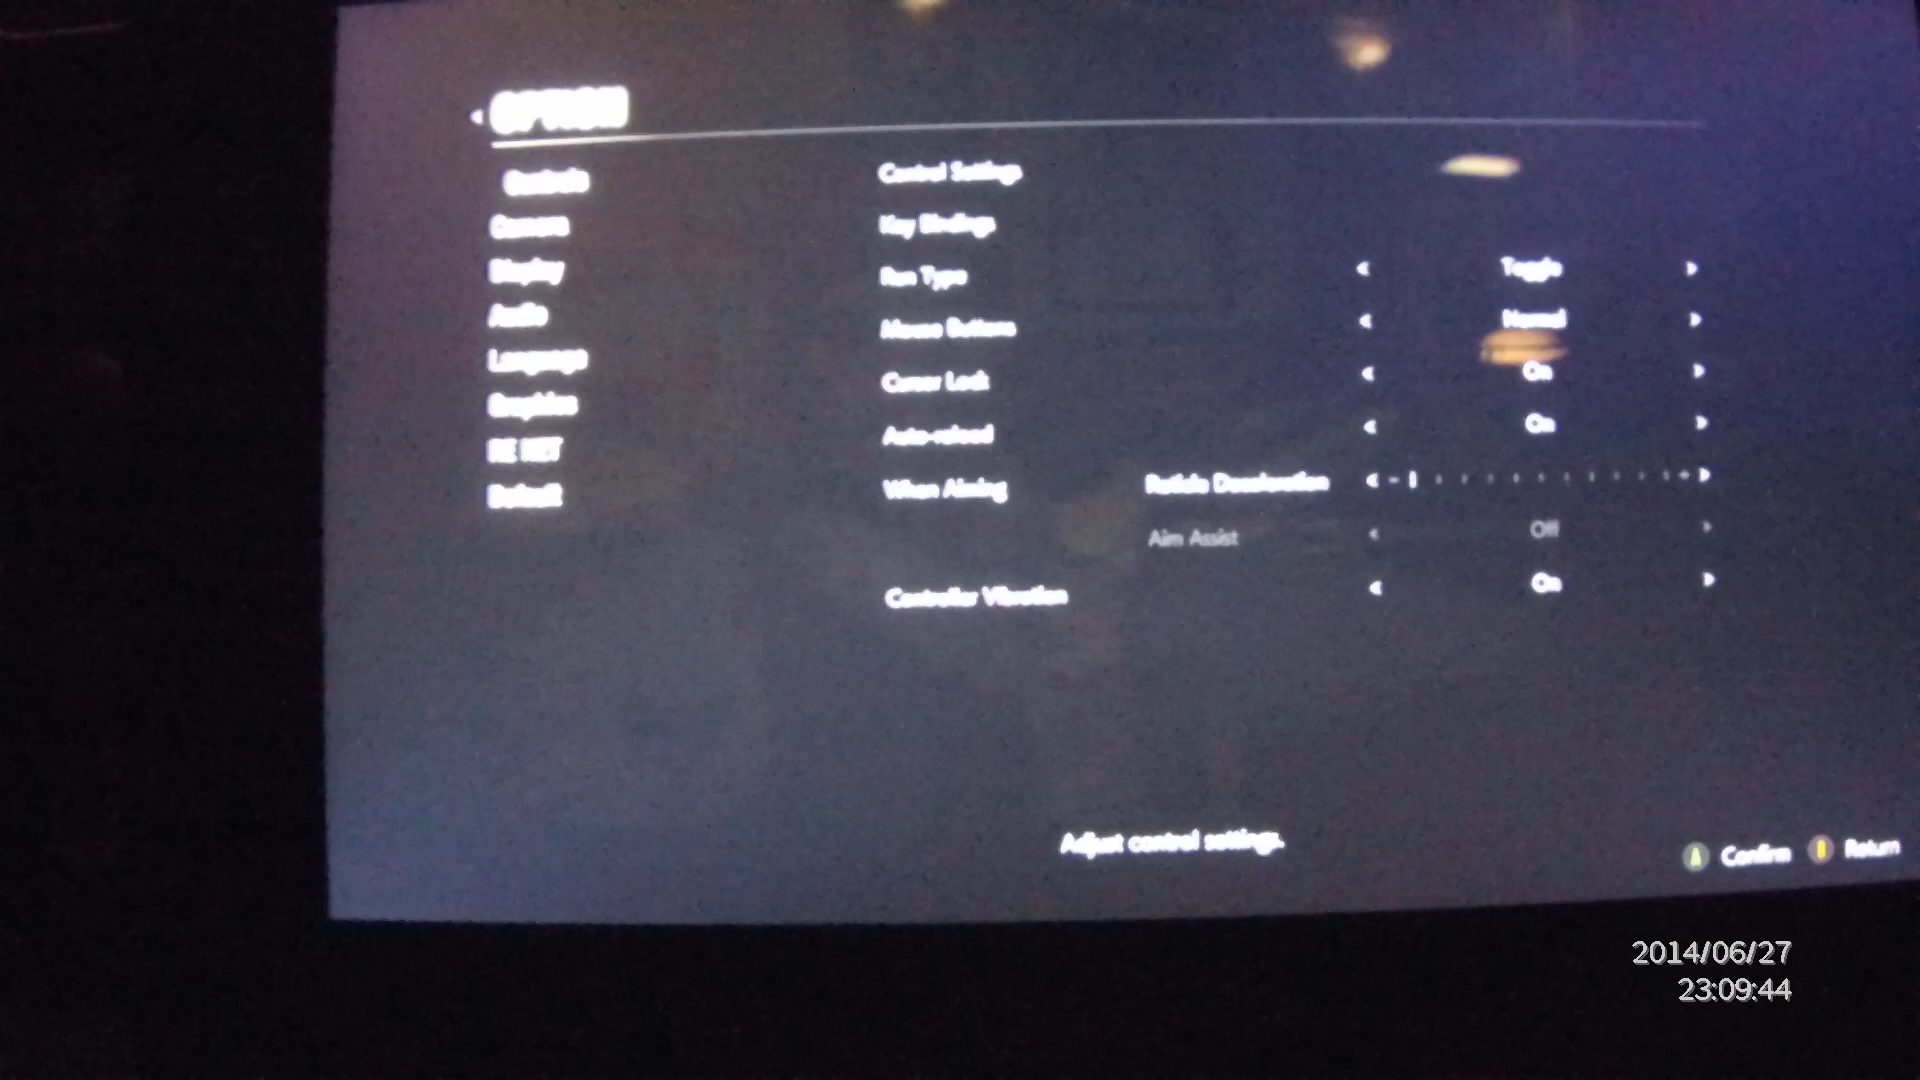 OPTION
Controls
Camera
Display
Audio
Language
Graphics
RE NET
Default
Control Settings
Key Bindings
Run Type Toggle
Mouse Buttons Normal
Cursor Lock On
Auto-reload On
When Aiming Reticle Deceleration
Aim Assist Off
Controller Vibration On
Adjust control settings.
A Confirm B Return
2014/06/27
23:09:44